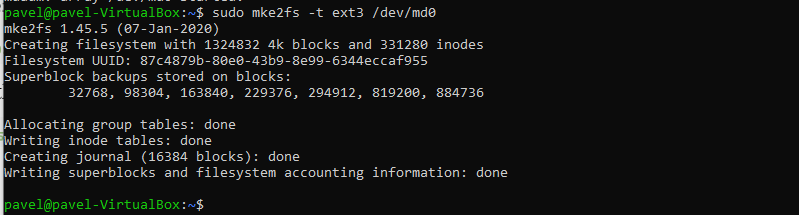 pavel@pavel-VirtualBox:~$ sudo mke2fs -t ext3 /dev/md0
mke2fs 1.45.5 (07-Jan-2020)
Creating filesystem with 1324832 4k blocks and 331280 inodes
Filesystem UUID: 87c4879b-80e0-43b9-8e99-6344eccaf955
Superblock backups stored on blocks:
32768, 98304, 163840, 229376, 294912, 819200, 884736
Allocating group tables: done
Writing inode tables: done
Creating journal (16384 blocks): done
Writing superblocks and filesystem accounting information: done
pavel@pavel-VirtualBox:~$